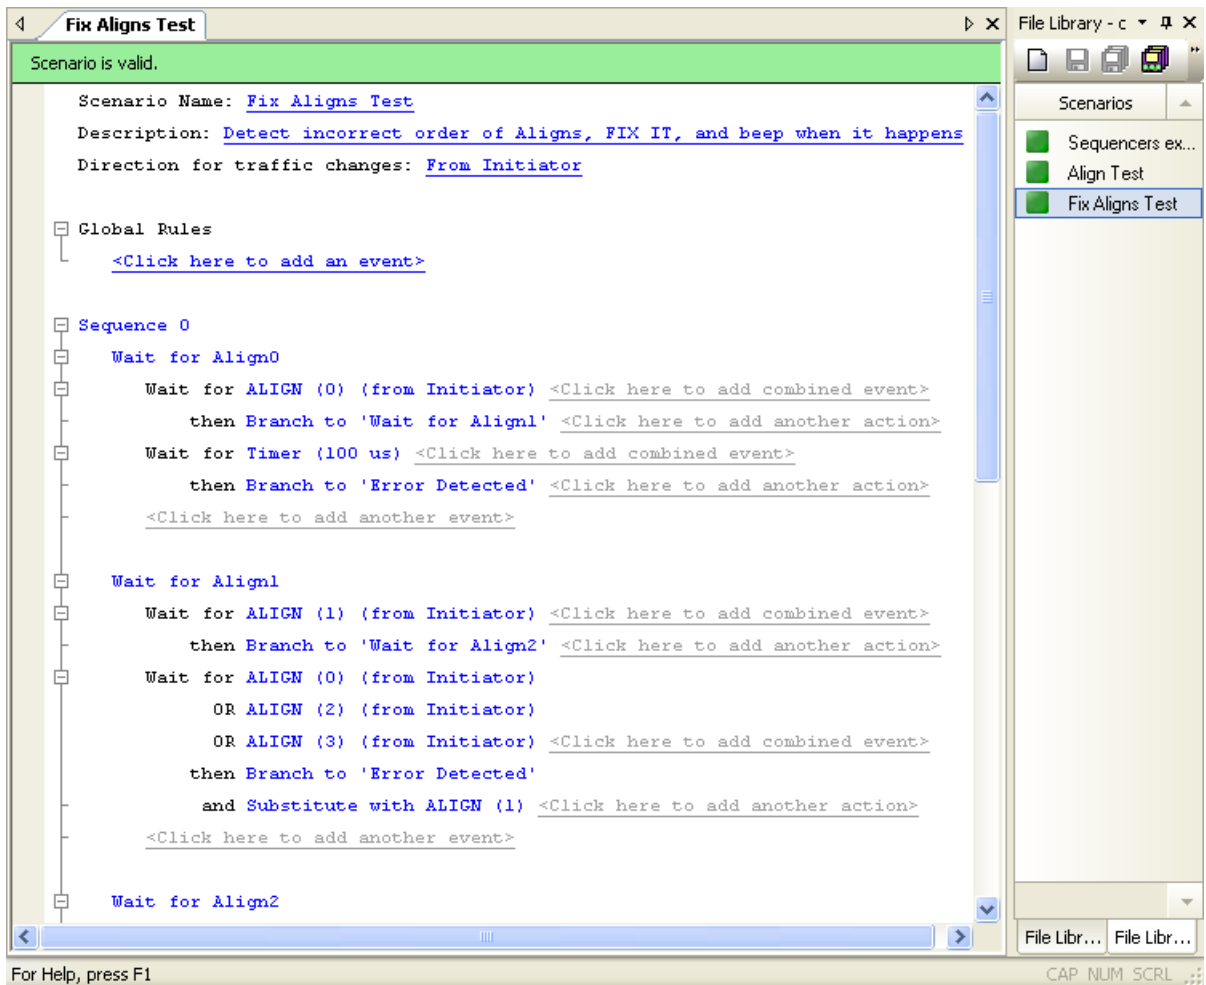 Fix Aligns Test
File Library - c
Scenario is valid.
Scenario Name: Fix Aligns Test
Description: Detect incorrect order of Aligns, FIX IT, and beep when it happens
Direction for traffic changes: From Initiator
Global Rules
<Click here to add an event>
Sequence 0
Wait for Align0
Wait for ALIGN (0) (from Initiator) <Click here to add combined event>
then Branch to 'Wait for Align1' <Click here to add another action>
Wait for Timer (100 us) <Click here to add combined event>
then Branch to 'Error Detected' <Click here to add another action>
<Click here to add another event>
Wait for Align1
Wait for ALIGN (1) (from Initiator) <Click here to add combined event>
then Branch to 'Wait for Align2' <Click here to add another action>
Wait for ALIGN (0) (from Initiator)
OR ALIGN (2) (from Initiator)
OR ALIGN (3) (from Initiator) <Click here to add combined event>
then Branch to 'Error Detected'
and Substitute with ALIGN (1) <Click here to add another action>
<Click here to add another event>
Wait for Align2
Scenarios
Sequencers ex...
Align Test
Fix Aligns Test
File Libr... File Libr...
For Help, press F1
CAP NUM SCRL